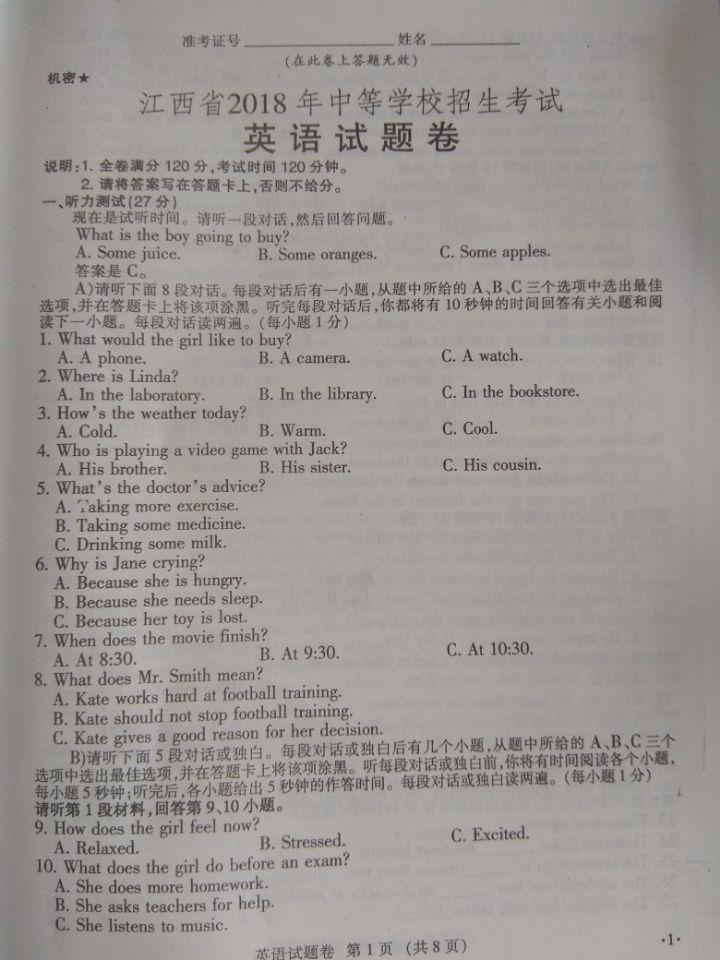 准考证号 姓名
(在此卷上答题无效)
机密★
江西省2018年中等学校招生考试
英语试题卷
说明:1. 全卷满分120分,考试时间120分钟。
2. 请将答案写在答题卡上,否则不给分。
一、听力测试(27分)
现在是试听时间。请听一段对话,然后回答问题。
What is the boy going to buy?
A. Some juice. B. Some oranges. C. Some apples.
答案是 C。
A)请听下面8段对话。每段对话后有一小题,从题中所给的A、B、C三个选项中选出最佳
选项,并在答题卡上将该项涂黑。听完每段对话后,你都将有10秒钟的时间回答有关小题和阅
读下一小题。每段对话读两遍。(每小题1分)
1. What would the girl like to buy?
A. A phone. B. A camera. C. A watch.
2. Where is Linda?
A. In the laboratory. B. In the library. C. In the bookstore.
3. How's the weather today?
A. Cold. B. Warm. C. Cool.
4. Who is playing a video game with Jack?
A. His brother. B. His sister. C. His cousin.
5. What's the doctor's advice?
A. Taking more exercise.
B. Taking some medicine.
C. Drinking some milk.
6. Why is Jane crying?
A. Because she is hungry.
B. Because she needs sleep.
C. Because her toy is lost.
7. When does the movie finish?
A. At 8:30. B. At 9:30. C. At 10:30.
8. What does Mr. Smith mean?
A. Kate works hard at football training.
B. Kate should not stop football training.
C. Kate gives a good reason for her decision.
B)请听下面5段对话或独白。每段对话或独白后有几个小题,从题中所给的A、B、C三个
选项中选出最佳选项,并在答题卡上将该项涂黑。听每段对话或独白前,你将有时间阅读各个小题,
每小题5秒钟;听完后,各小题给出5秒钟的作答时间。每段对话或独白读两遍。(每小题1分)
请听第1段材料,回答第9、10小题。
9. How does the girl feel now?
A. Relaxed. B. Stressed. C. Excited.
10. What does the girl do before an exam?
A. She does more homework.
B. She asks teachers for help.
C. She listens to music.
英语试题卷 第1页 (共8页) ·1·